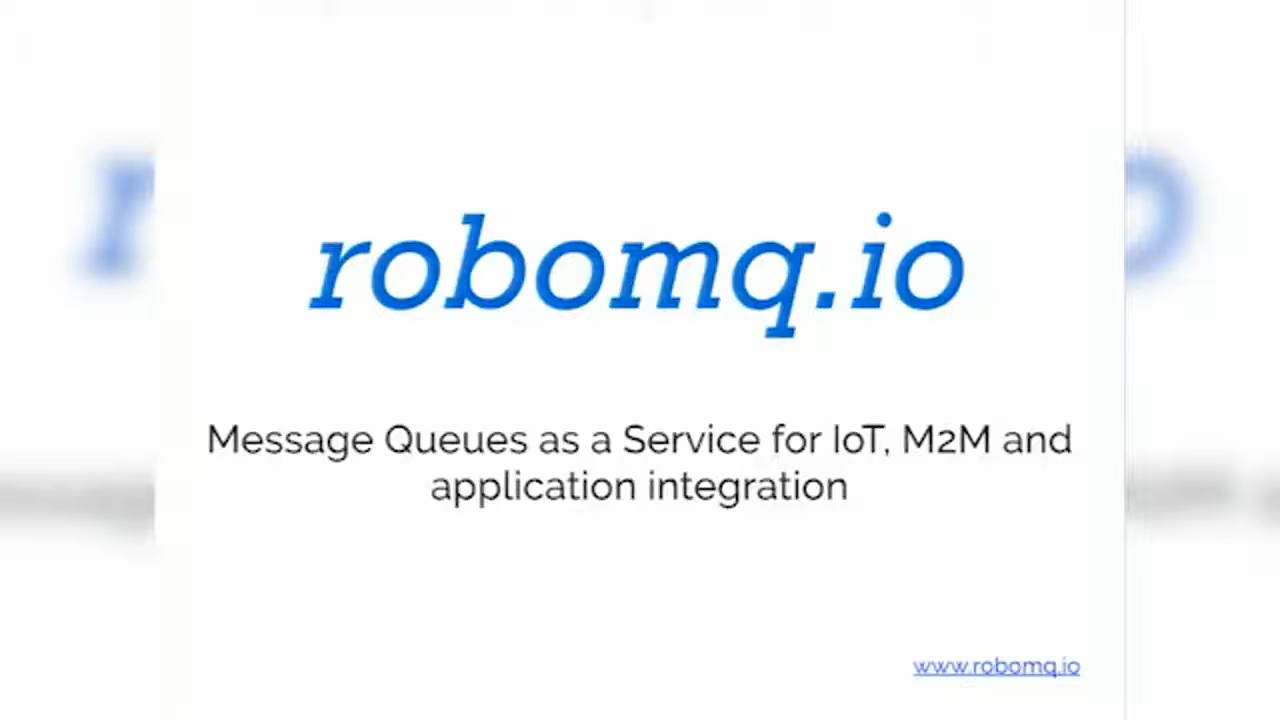 robomq.io
Message Queues as a Service for IoT, M2M and
application integration
www.robomq.io